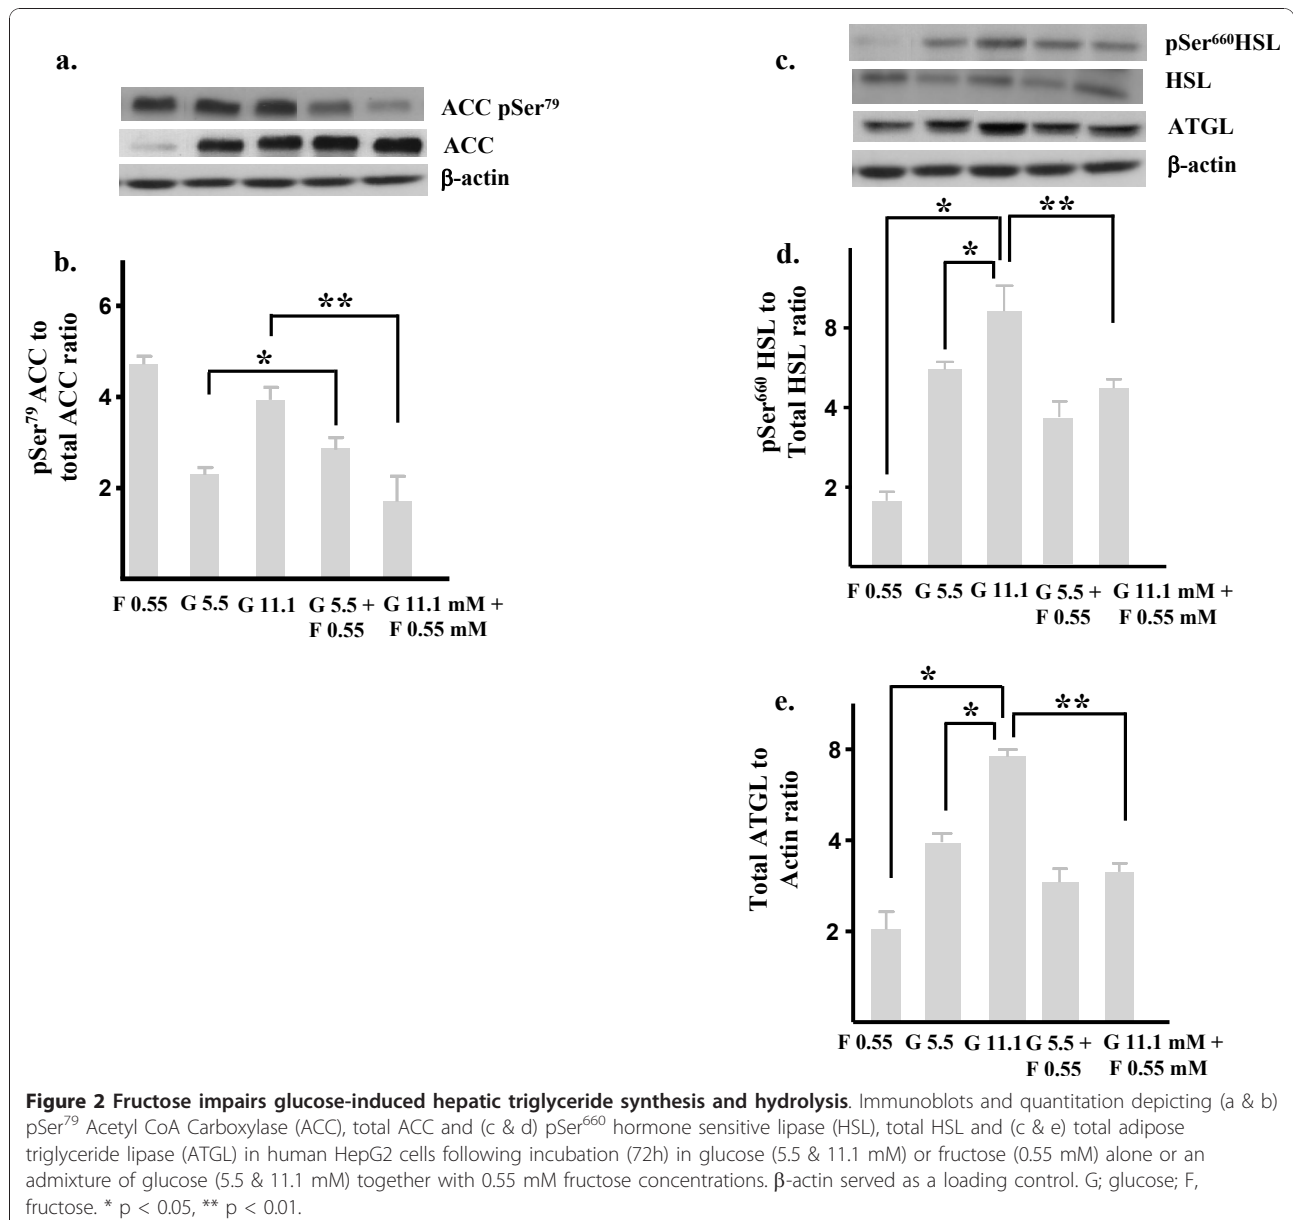 a.
ACC pSer⁷⁹
ACC
β-actin
b.
pSer⁷⁹ ACC to
total ACC ratio
6
4
2
*
**
F 0.55 G 5.5 G 11.1 G 5.5 + G 11.1 mM +
F 0.55 F 0.55 mM
c.
pSer⁶⁶⁰HSL
HSL
ATGL
β-actin
d.
pSer⁶⁶⁰ HSL to
Total HSL ratio
8
4
2
*
**
*
F 0.55 G 5.5 G 11.1 G 5.5 + G 11.1 mM +
F 0.55 F 0.55 mM
e.
Total ATGL to
Actin ratio
8
4
2
*
*
**
F 0.55 G 5.5 G 11.1 G 5.5 + G 11.1 mM +
F 0.55 F 0.55 mM
Figure 2 Fructose impairs glucose-induced hepatic triglyceride synthesis and hydrolysis. Immunoblots and quantitation depicting (a & b)
pSer⁷⁹ Acetyl CoA Carboxylase (ACC), total ACC and (c & d) pSer⁶⁶⁰ hormone sensitive lipase (HSL), total HSL and (c & e) total adipose
triglyceride lipase (ATGL) in human HepG2 cells following incubation (72h) in glucose (5.5 & 11.1 mM) or fructose (0.55 mM) alone or an
admixture of glucose (5.5 & 11.1 mM) together with 0.55 mM fructose concentrations. β-actin served as a loading control. G; glucose; F,
fructose. * p < 0.05, ** p < 0.01.